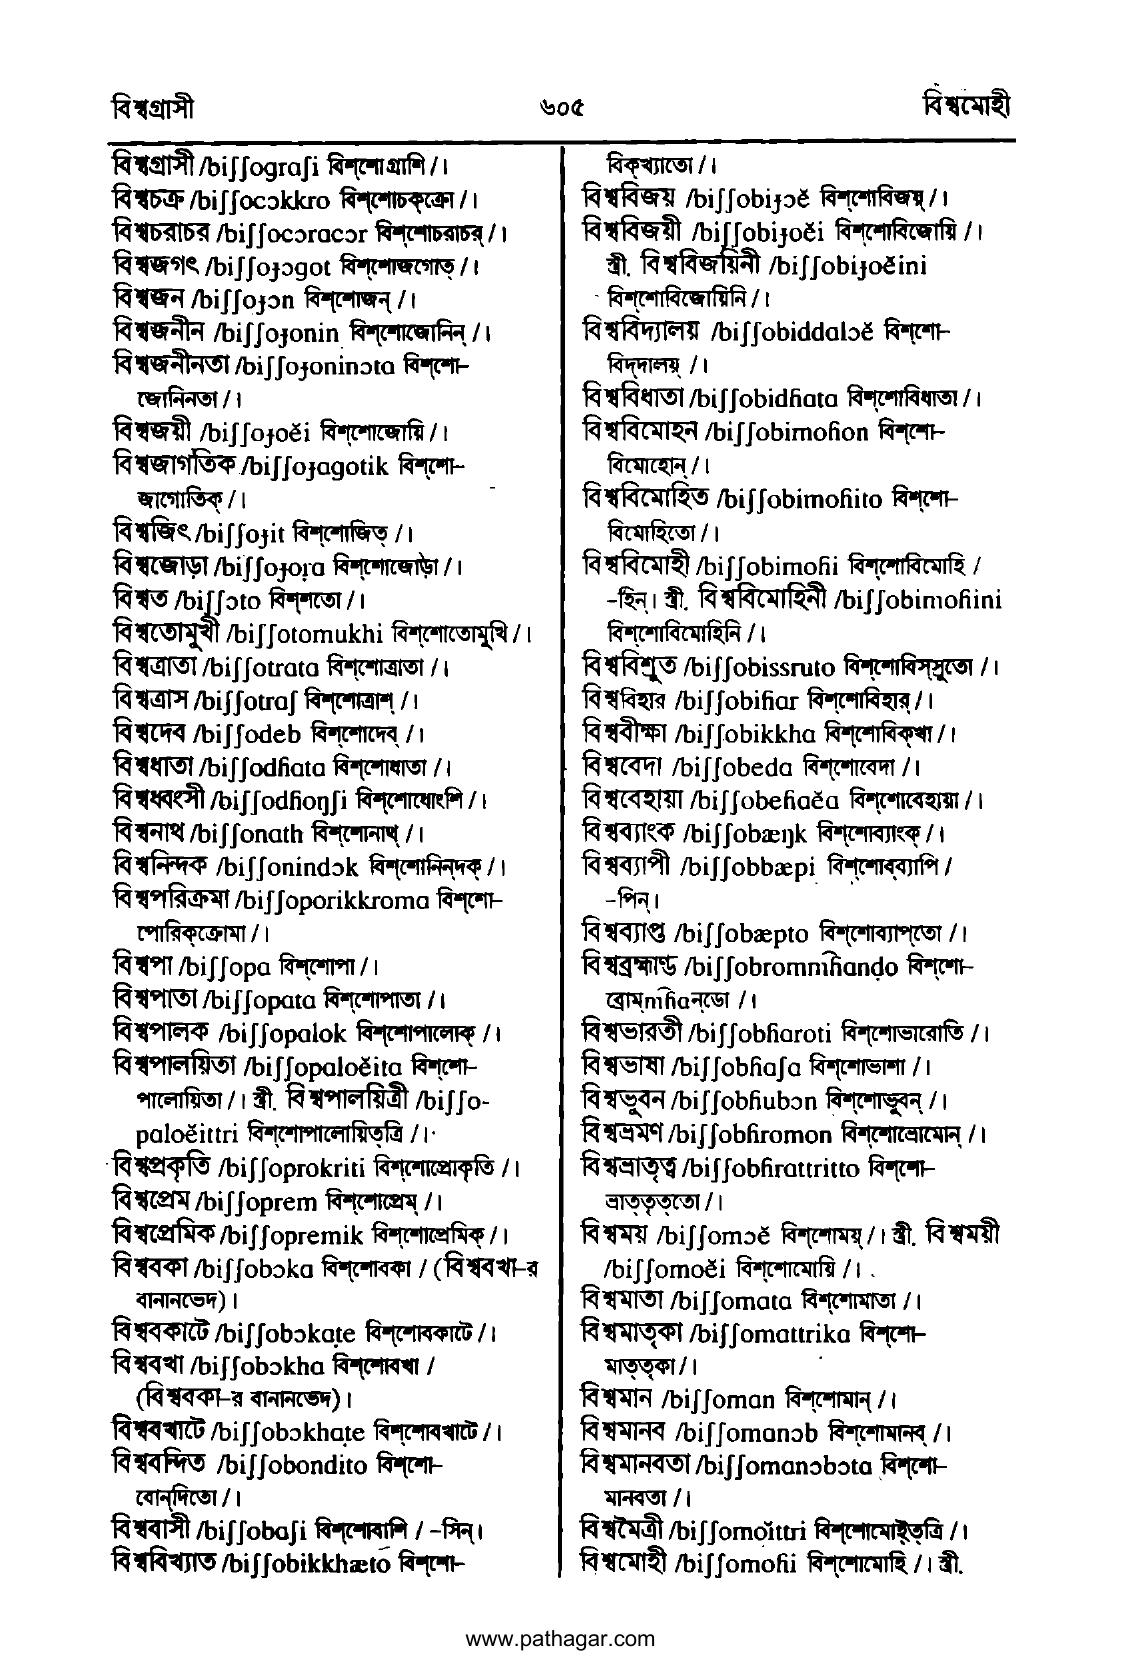 বিশ্বগ্রাসী ৬০৫ বিশ্বমোহী
বিশ্বগ্রাসী /biʃʃograʃi বিশ্‌শোগ্রাশি / ।
বিশ্বচক্র /biʃʃocɔkkro বিশ্‌শোচক্‌ক্রো / ।
বিশ্বচরাচর /biʃʃocɔracɔr বিশ্‌শোচরাচর্ / ।
বিশ্বজগৎ /biʃʃoɟɔgot বিশ্‌শোজগোত্ / ।
বিশ্বজন /biʃʃoɟɔn বিশ্‌শোজন্ / ।
বিশ্বজনীন /biʃʃoɟonin বিশ্‌শোজোনিন্ / ।
বিশ্বজনীনতা /biʃʃoɟoninɔta বিশ্‌শো-
জোনিনতা / ।
বিশ্বজয়ী /biʃʃoɟoĕi বিশ্‌শোজোয়ি / ।
বিশ্বজাগতিক /biʃʃoɟagotik বিশ্‌শো-
জাগোতিক্ / ।
বিশ্বজিৎ /biʃʃoɟit বিশ্‌শোজিত্ / ।
বিশ্বজোড়া /biʃʃoɟoṛa বিশ্‌শোজোড়া / ।
বিশ্বত /biʃʃɔto বিশ্‌শতো / ।
বিশ্বতোমুখী /biʃʃotomukhi বিশ্‌শোতোমুখি / ।
বিশ্বত্রাতা /biʃʃotrata বিশ্‌শোত্রাতা / ।
বিশ্বত্রাস /biʃʃotraʃ বিশ্‌শোত্রাশ্ / ।
বিশ্বদেব /biʃʃodeb বিশ্‌শোদেব্ / ।
বিশ্বধাতা /biʃʃodɦata বিশ্‌শোধাতা / ।
বিশ্বধ্বংসী /biʃʃodɦoŋʃi বিশ্‌শোধোংশি / ।
বিশ্বনাথ /biʃʃonath বিশ্‌শোনাথ্ / ।
বিশ্বনিন্দক /biʃʃonindɔk বিশ্‌শোনিন্‌দক্ / ।
বিশ্বপরিক্রমা /biʃʃoporikkroma বিশ্‌শো-
পোরিক্‌ক্রোমা / ।
বিশ্বপা /biʃʃopa বিশ্‌শোপা / ।
বিশ্বপাতা /biʃʃopata বিশ্‌শোপাতা / ।
বিশ্বপালক /biʃʃopalok বিশ্‌শোপালোক্ / ।
বিশ্বপালয়িতা /biʃʃopaloĕita বিশ্‌শো-
পালোয়িতা / । স্ত্রী. বিশ্বপালয়িত্রী /biʃʃo-
paloĕittri বিশ্‌শোপালোয়িত্‌ত্রি / ।
বিশ্বপ্রকৃতি /biʃʃoprokriti বিশ্‌শোপ্রোকৃতি / ।
বিশ্বপ্রেম /biʃʃoprem বিশ্‌শোপ্রেম্ / ।
বিশ্বপ্রেমিক /biʃʃopremik বিশ্‌শোপ্রেমিক্ / ।
বিশ্ববকা /biʃʃobɔka বিশ্‌শোবকা / (বিশ্ববখা-র
বানানভেদ) ।
বিশ্ববকাটে /biʃʃobɔkaṭe বিশ্‌শোবকাটে / ।
বিশ্ববখা /biʃʃobɔkha বিশ্‌শোবখা /
(বিশ্ববকা-র বানানভেদ) ।
বিশ্ববখাটে /biʃʃobɔkhaṭe বিশ্‌শোবখাটে / ।
বিশ্ববন্দিত /biʃʃobondito বিশ্‌শো-
বোন্‌দিতো / ।
বিশ্ববাসী /biʃʃobaʃi বিশ্‌শোবাশি / -সিন্ ।
বিশ্ববিখ্যাত /biʃʃobikkhæto বিশ্‌শো-
বিক্‌খ্যাতো / ।
বিশ্ববিজয় /biʃʃobiɟɔĕ বিশ্‌শোবিজয়্ / ।
বিশ্ববিজয়ী /biʃʃobiɟoĕi বিশ্‌শোবিজোয়ি / ।
স্ত্রী. বিশ্ববিজয়িনী /biʃʃobiɟoĕini
বিশ্‌শোবিজোয়িনি / ।
বিশ্ববিদ্যালয় /biʃʃobiddalɔĕ বিশ্‌শো-
বিদ্‌দালয়্ / ।
বিশ্ববিধাতা /biʃʃobidɦata বিশ্‌শোবিধাতা / ।
বিশ্ববিমোহন /biʃʃobimoɦon বিশ্‌শো-
বিমোহোন্ / ।
বিশ্ববিমোহিত /biʃʃobimoɦito বিশ্‌শো-
বিমোহিতো / ।
বিশ্ববিমোহী /biʃʃobimoɦi বিশ্‌শোবিমোহি /
-হিন্ । স্ত্রী. বিশ্ববিমোহিনী /biʃʃobimoɦini
বিশ্‌শোবিমোহিনি / ।
বিশ্ববিশ্রুত /biʃʃobissruto বিশ্‌শোবিস্‌স্রুতো / ।
বিশ্ববিহার /biʃʃobiɦar বিশ্‌শোবিহার্ / ।
বিশ্ববীক্ষা /biʃʃobikkha বিশ্‌শোবিক্‌খা / ।
বিশ্ববেদা /biʃʃobeda বিশ্‌শোবেদা / ।
বিশ্ববেহায়া /biʃʃobeɦaĕa বিশ্‌শোবেহায়া / ।
বিশ্বব্যাংক /biʃʃobæŋk বিশ্‌শোব্যাংক্ / ।
বিশ্বব্যাপী /biʃʃobbæpi বিশ্‌শোব্‌ব্যাপি /
-পিন্ ।
বিশ্বব্যাপ্ত /biʃʃobæpto বিশ্‌শোব্যাপ্‌তো / ।
বিশ্বব্রহ্মাণ্ড /biʃʃobrommɦanḍo বিশ্‌শো-
ব্রোম্mɦaন্‌ডো / ।
বিশ্বভারতী /biʃʃobɦaroti বিশ্‌শোভারোতি / ।
বিশ্বভাষা /biʃʃobɦaʃa বিশ্‌শোভাশা / ।
বিশ্বভুবন /biʃʃobɦubɔn বিশ্‌শোভুবন্ / ।
বিশ্বভ্রমণ /biʃʃobɦromon বিশ্‌শোভ্রোমোন্ / ।
বিশ্বভ্রাতৃত্ব /biʃʃobɦrattritto বিশ্‌শো-
ভ্রাত্‌তৃত্‌তো / ।
বিশ্বময় /biʃʃomɔĕ বিশ্‌শোময়্ / । স্ত্রী. বিশ্বময়ী
/biʃʃomoĕi বিশ্‌শোমোয়ি / ।
বিশ্বমাতা /biʃʃomata বিশ্‌শোমাতা / ।
বিশ্বমাতৃকা /biʃʃomattrika বিশ্‌শো-
মাত্‌তৃকা / ।
বিশ্বমান /biʃʃoman বিশ্‌শোমান্ / ।
বিশ্বমানব /biʃʃomanɔb বিশ্‌শোমানব্ / ।
বিশ্বমানবতা /biʃʃomanɔbɔta বিশ্‌শো-
মানবতা / ।
বিশ্বমৈত্রী /biʃʃomoĭttri বিশ্‌শোমোই্‌ত্‌ত্রি / ।
বিশ্বমোহী /biʃʃomoɦi বিশ্‌শোমোহি / । স্ত্রী.
www.pathagar.com